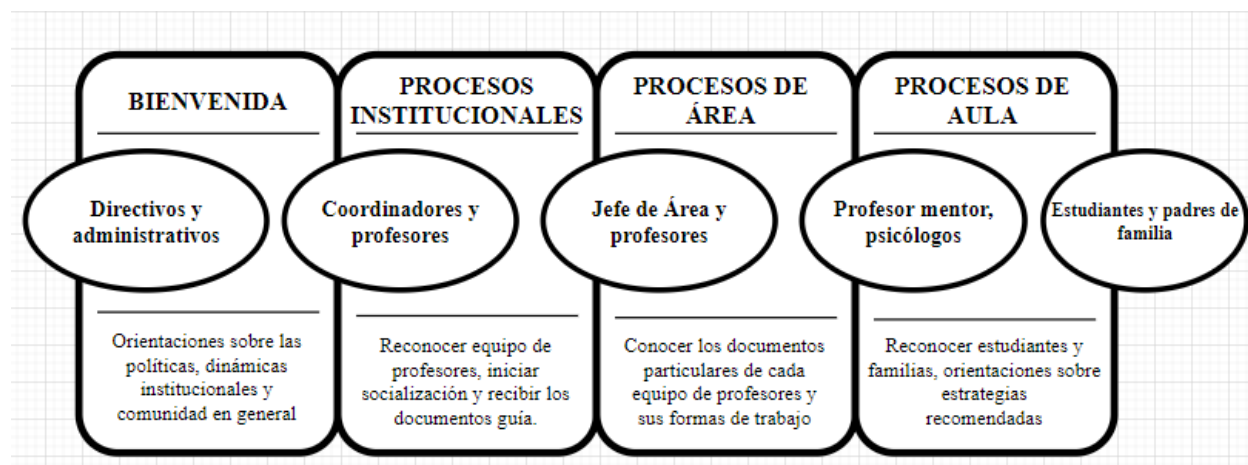 BIENVENIDA
Directivos y
administrativos
Orientaciones sobre las
políticas, dinámicas
institucionales y
comunidad en general
PROCESOS
INSTITUCIONALES
Coordinadores y
profesores
Reconocer equipo de
profesores, iniciar
socialización y recibir los
documentos guía.
PROCESOS DE
ÁREA
Jefe de Área y
profesores
Conocer los documentos
particulares de cada
equipo de profesores y
sus formas de trabajo
PROCESOS DE
AULA
Profesor mentor,
psicólogos
Reconocer estudiantes y
familias, orientaciones sobre
estrategias
recomendadas
Estudiantes y padres de
familia